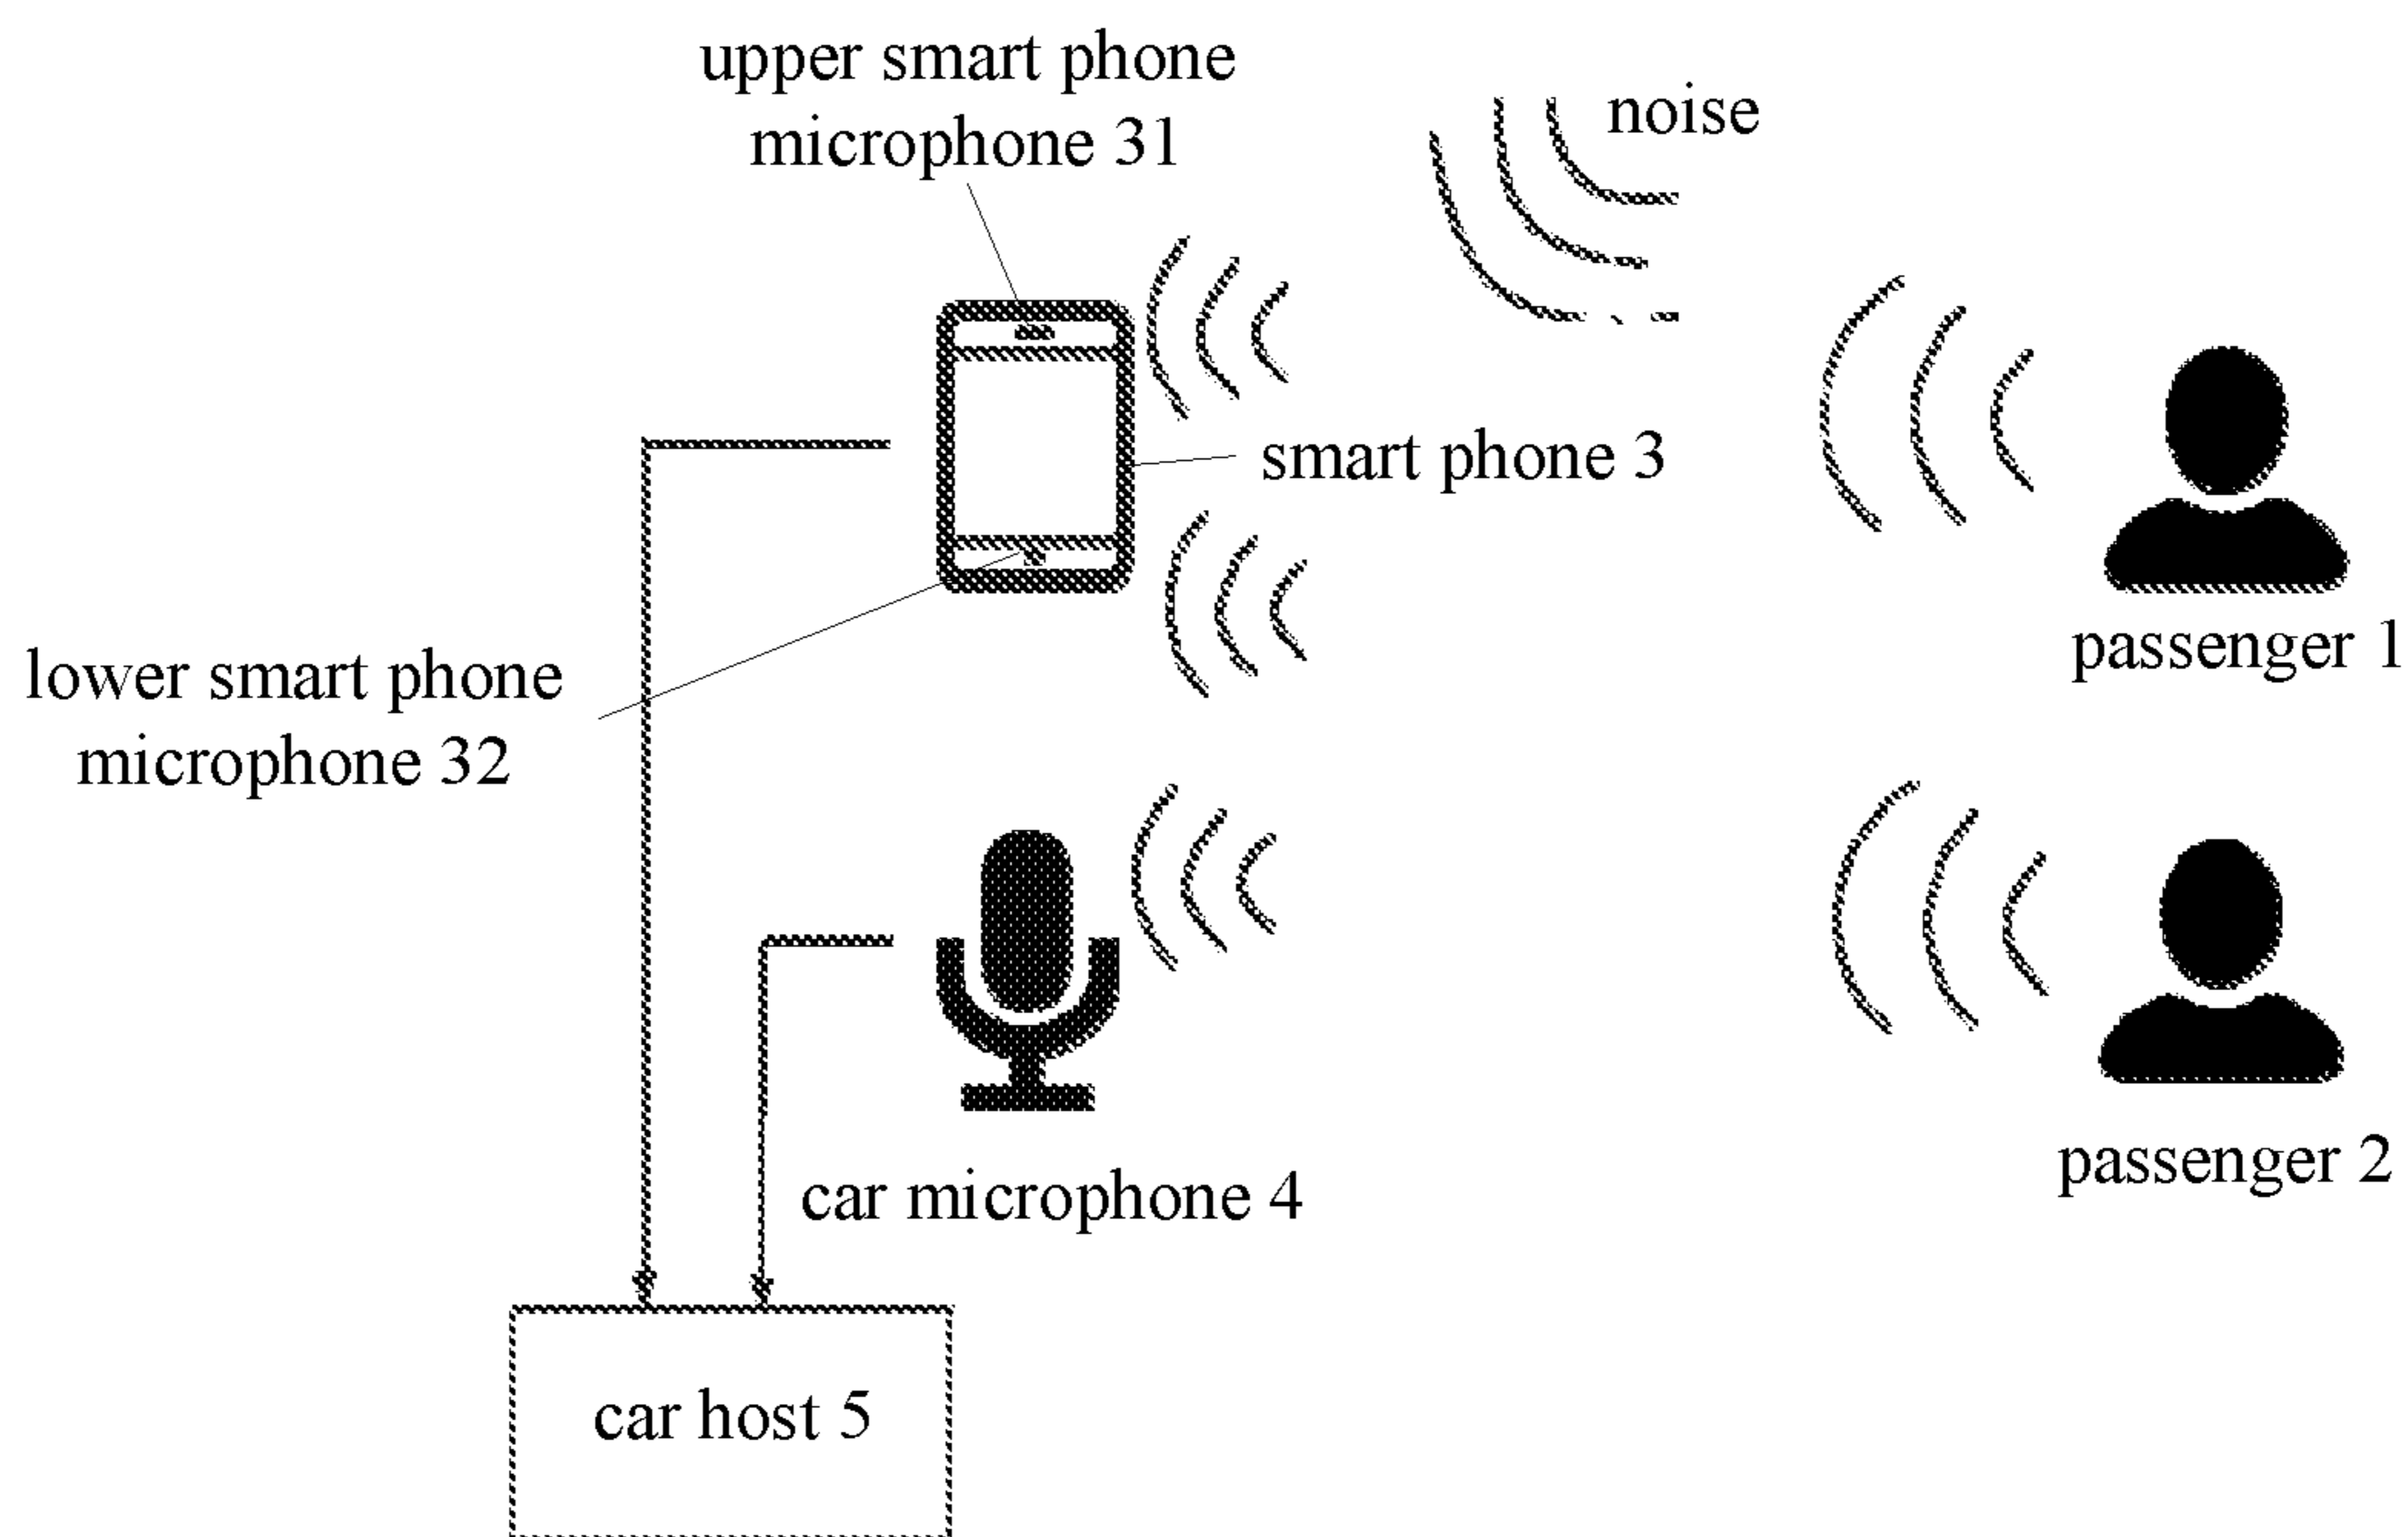 upper smart phone
microphone 31
noise
smart phone 3
passenger 1
lower smart phone
microphone 32
passenger 2
car microphone 4
car host 5